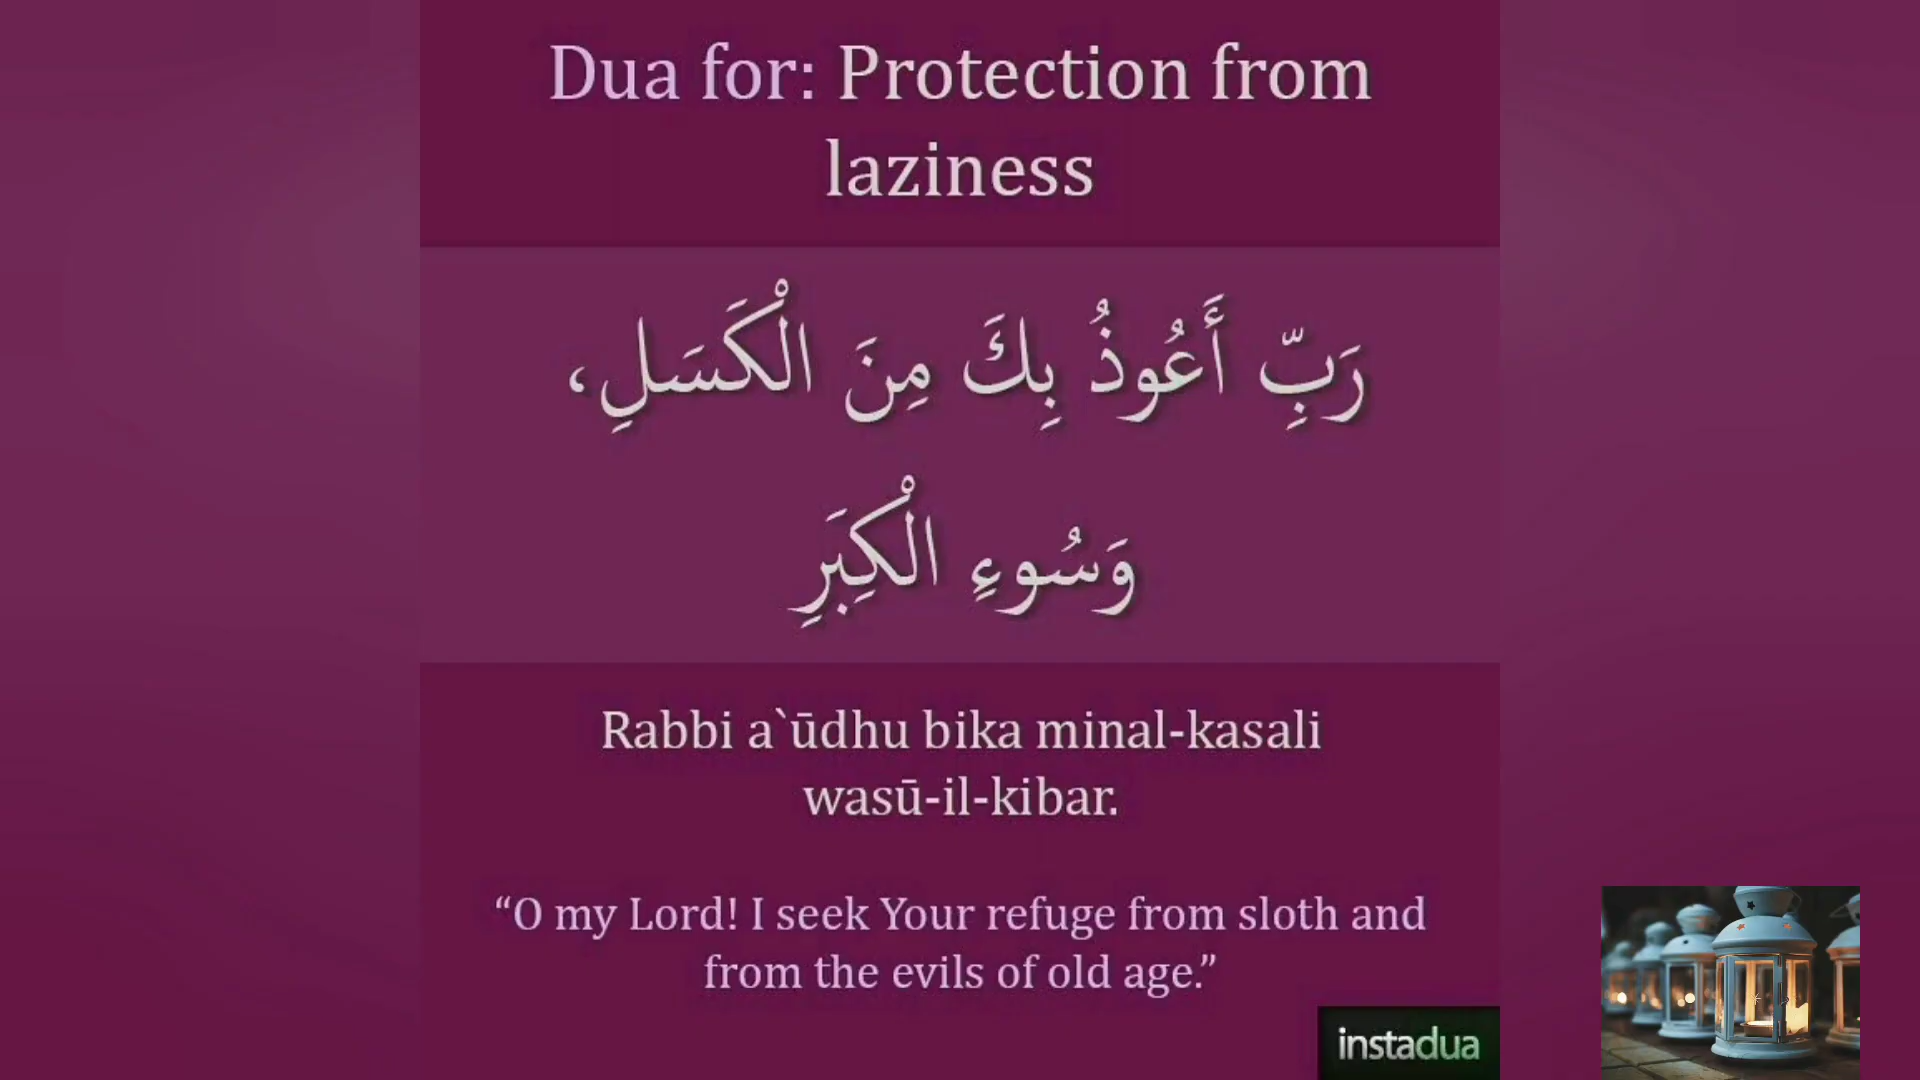 Dua for: Protection from
laziness
رَبِّ أَعُوذُ بِكَ مِنَ الْكَسَلِ،
وَسُوءِ الْكِبَرِ
Rabbi a`ūdhu bika minal-kasali
wasū-il-kibar.
“O my Lord! I seek Your refuge from sloth and
from the evils of old age.”
instadua